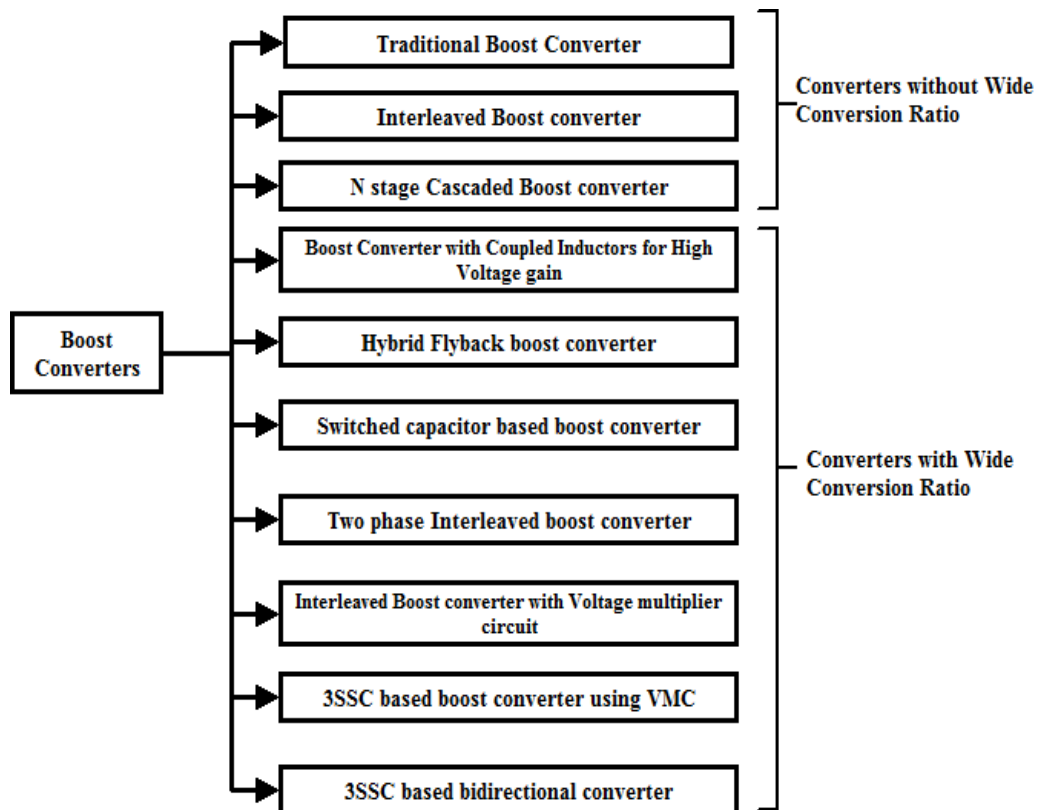 Traditional Boost Converter
Interleaved Boost converter
N stage Cascaded Boost converter
Converters without Wide
Conversion Ratio
Boost Converter with Coupled Inductors for High
Voltage gain
Boost
Converters
Hybrid Flyback boost converter
Switched capacitor based boost converter
Converters with Wide
Conversion Ratio
Two phase Interleaved boost converter
Interleaved Boost converter with Voltage multiplier
circuit
3SSC based boost converter using VMC
3SSC based bidirectional converter